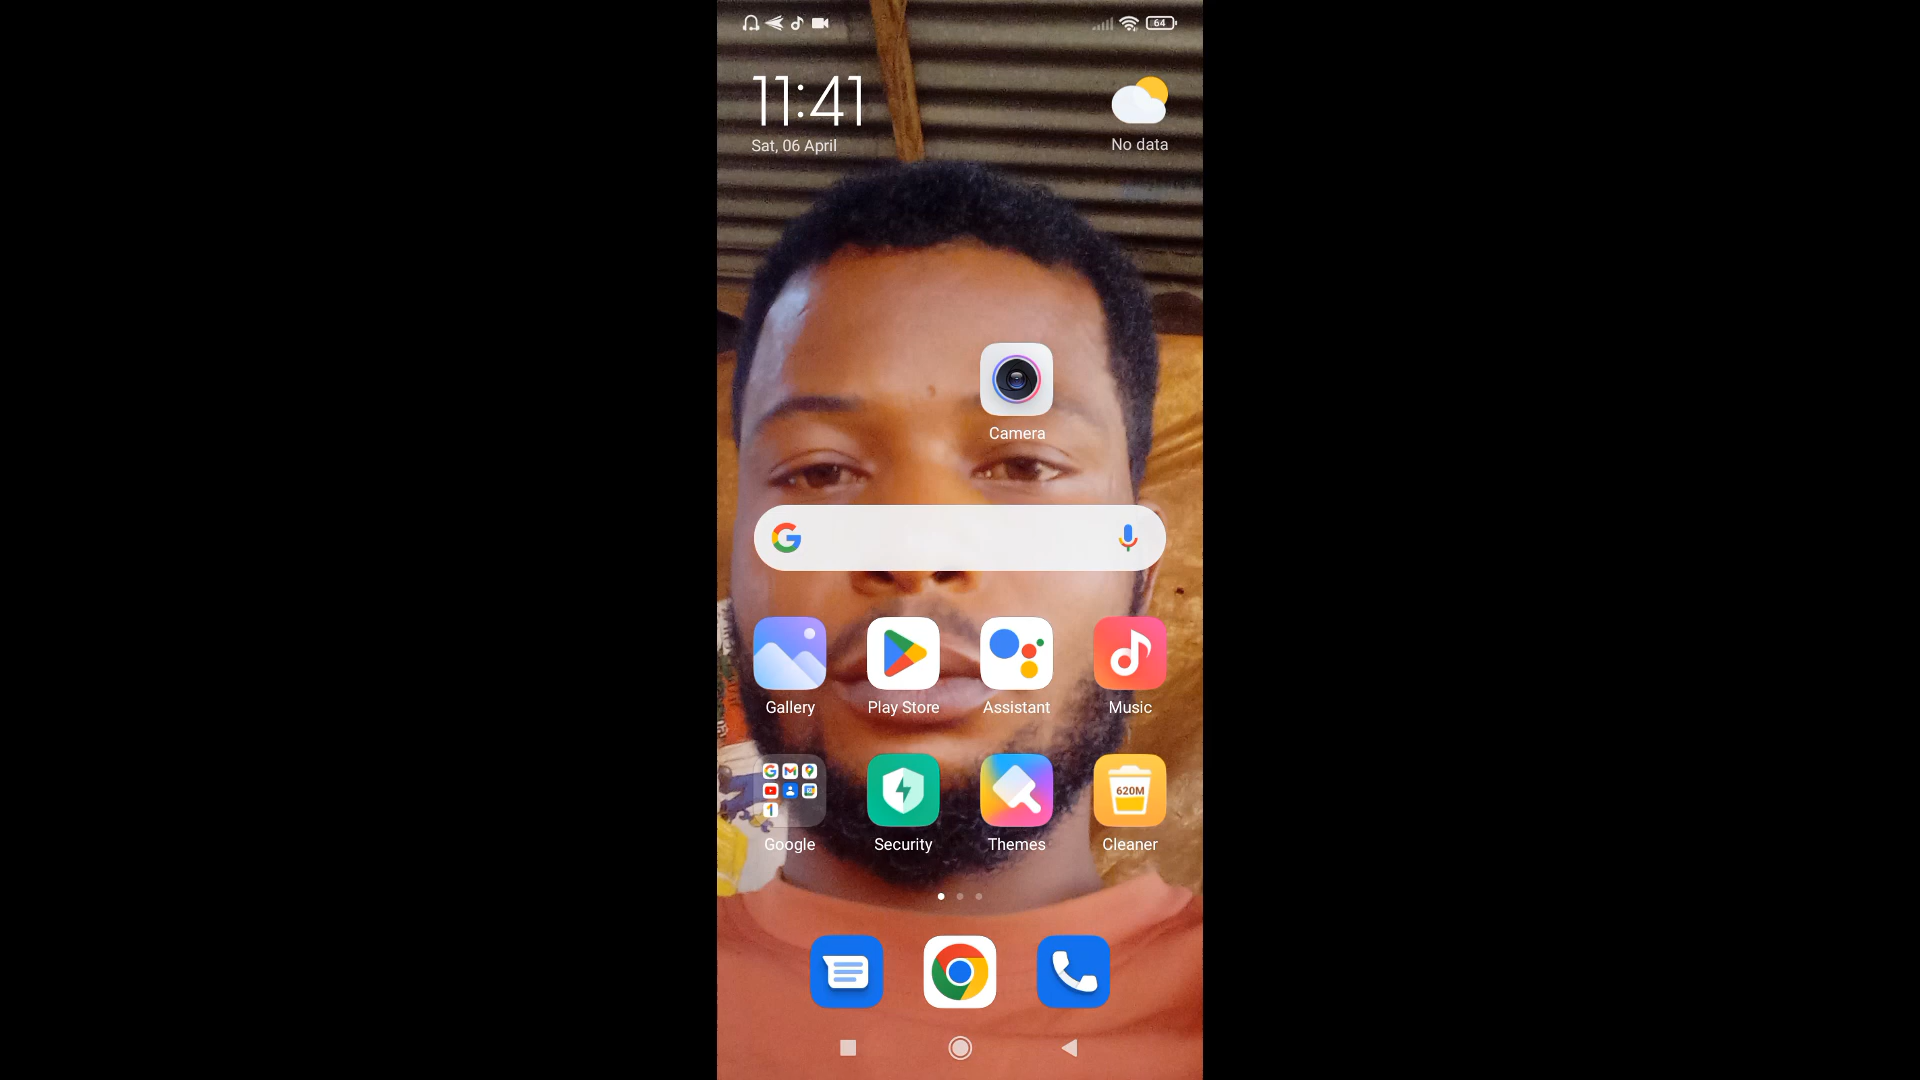 64
11:41
Sat, 06 April
No data
Camera
Gallery
Play Store
Assistant
Music
620M
Google
Security
Themes
Cleaner